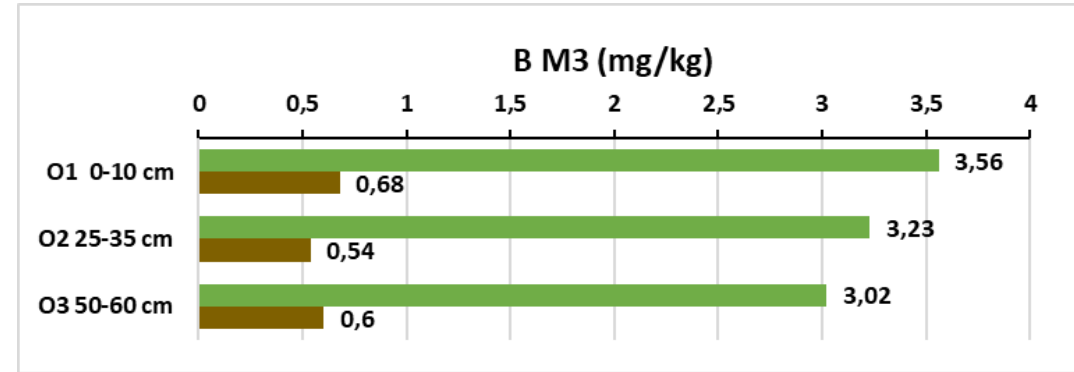 B M3 (mg/kg)
0 0,5 1 1,5 2 2,5 3 3,5 4
O1 0-10 cm 3,56
0,68
O2 25-35 cm 3,23
0,54
O3 50-60 cm 3,02
0,6